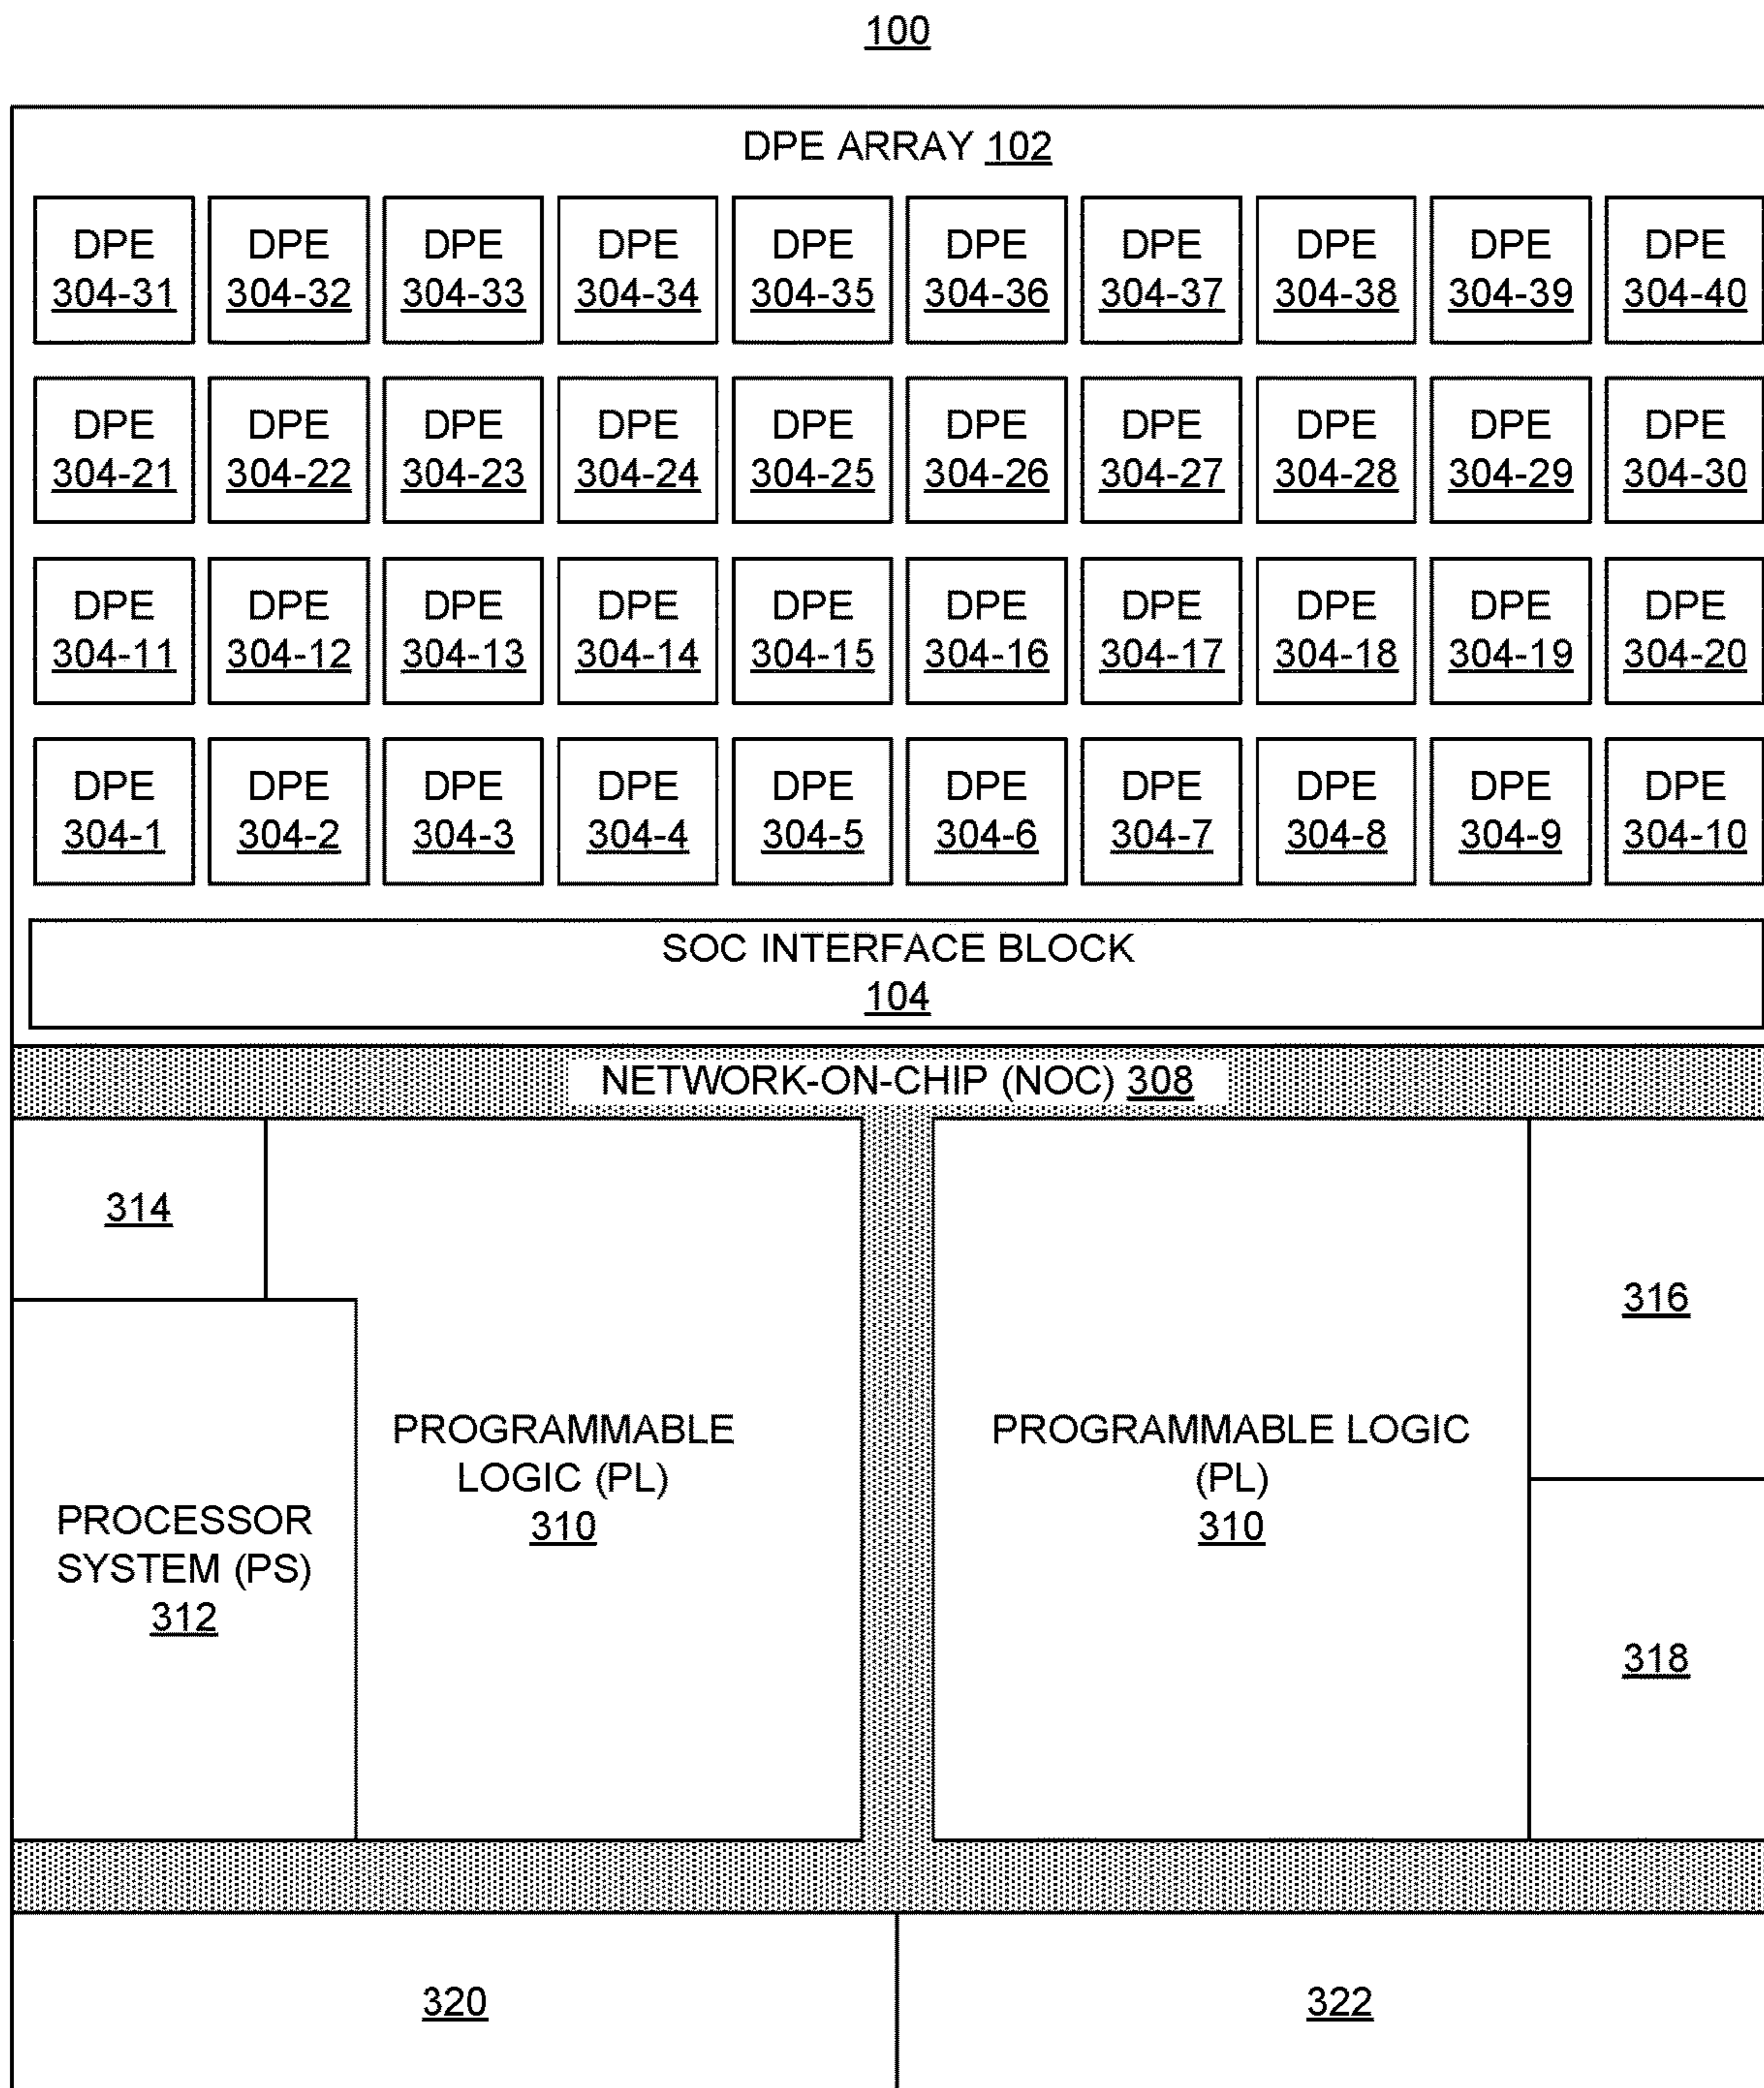 100
DPE ARRAY 102
DPE DPE DPE DPE DPE DPE DPE DPE DPE DPE
304-31 304-32 304-33 304-34 304-35 304-36 304-37 304-38 304-39 304-40
DPE DPE DPE DPE DPE DPE DPE DPE DPE DPE
304-21 304-22 304-23 304-24 304-25 304-26 304-27 304-28 304-29 304-30
DPE DPE DPE DPE DPE DPE DPE DPE DPE DPE
304-11 304-12 304-13 304-14 304-15 304-16 304-17 304-18 304-19 304-20
DPE DPE DPE DPE DPE DPE DPE DPE DPE DPE
304-1 304-2 304-3 304-4 304-5 304-6 304-7 304-8 304-9 304-10
SOC INTERFACE BLOCK
104
NETWORK-ON-CHIP (NOC) 308
314
PROCESSOR
SYSTEM (PS)
312
PROGRAMMABLE
LOGIC (PL)
310
PROGRAMMABLE LOGIC
(PL)
310
316
318
320
322